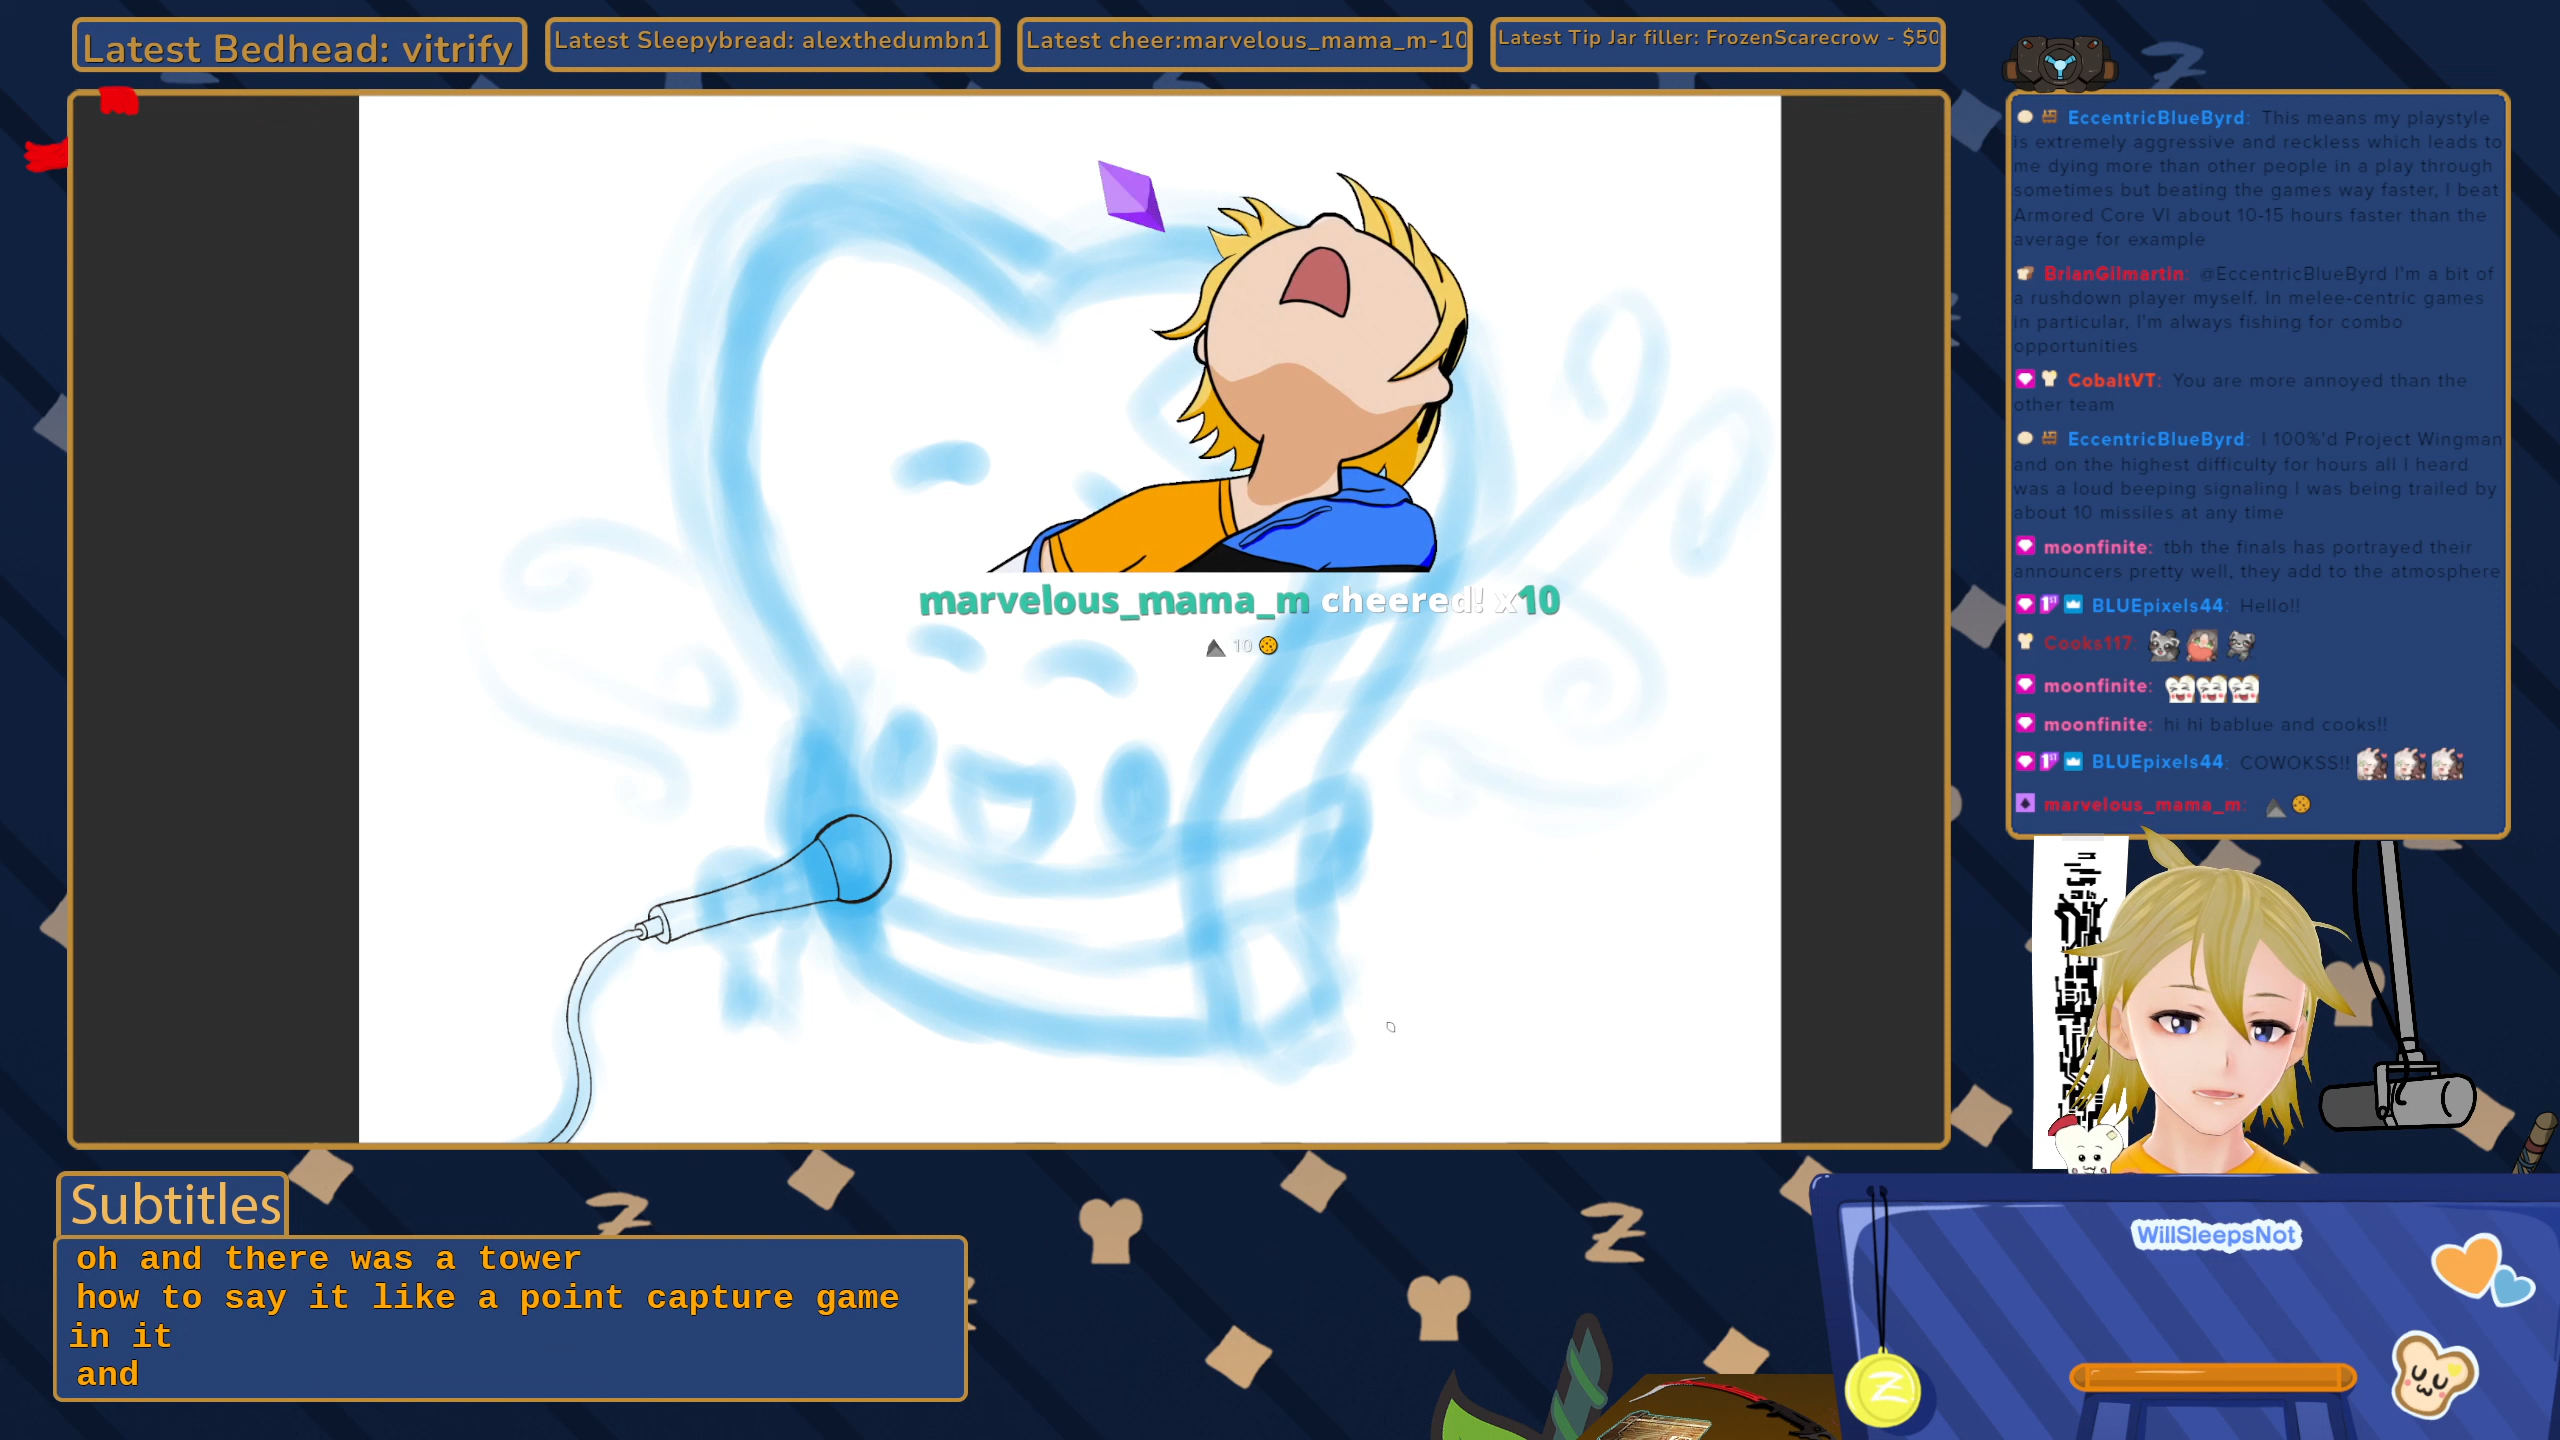 Latest Bedhead: vitrify
Latest Sleepybread: alexthedumbn1
Latest cheer:marvelous_mama_m-10
Latest Tip Jar filler: FrozenScarecrow - $50
EccentricBlueByrd: This means my playstyle
is extremely aggressive and reckless which leads to
me dying more than other people in a play through
sometimes but beating the games way faster, I beat
Armored Core VI about 10-15 hours faster than the
average for example
BrianGilmartin: @EccentricBlueByrd I'm a bit of
a rushdown player myself. In melee-centric games
in particular, I'm always fishing for combo
opportunities
CobaltVT: You are more annoyed than the
other team
EccentricBlueByrd: I 100%'d Project Wingman
and on the highest difficulty for hours all I heard
was a loud beeping signaling I was being trailed by
about 10 missiles at any time
moonfinite: tbh the finals has portrayed their
announcers pretty well, they add to the atmosphere
BLUEpixels44: Hello!!
Cooks117:
moonfinite:
moonfinite: hi hi bablue and cooks!!
BLUEpixels44: COWOKSS!!
marvelous_mama_m:
marvelous_mama_m cheered! x10
10
Subtitles
oh and there was a tower
how to say it like a point capture game
in it
and
WillSleepsNot
Z